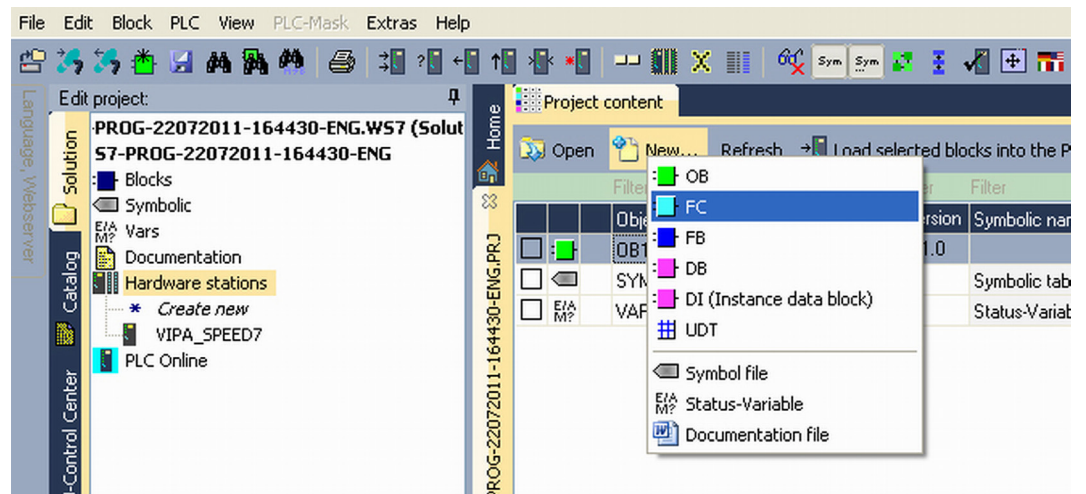 File Edit Block PLC View PLC-Mask Extras Help
Sym Sym
Language, Webserver
Edit project:
Solution
Catalog
-Control Center
-PROG-22072011-164430-ENG.WS7 (Solut
S7-PROG-22072011-164430-ENG
Blocks
Symbolic
E/A M? Vars
Documentation
Hardware stations
Create new
VIPA_SPEED7
PLC Online
Home
PROG-22072011-164430-ENG.PRJ
Project content
Open New... Refresh Load selected blocks into the P
Filter Filter
Obje rsion Symbolic nar
OB1 1.0
SYM Symbolic tab
E/A M? VAR Status-Variab
OB
FC
FB
DB
DI (Instance data block)
UDT
Symbol file
E/A M? Status-Variable
Documentation file